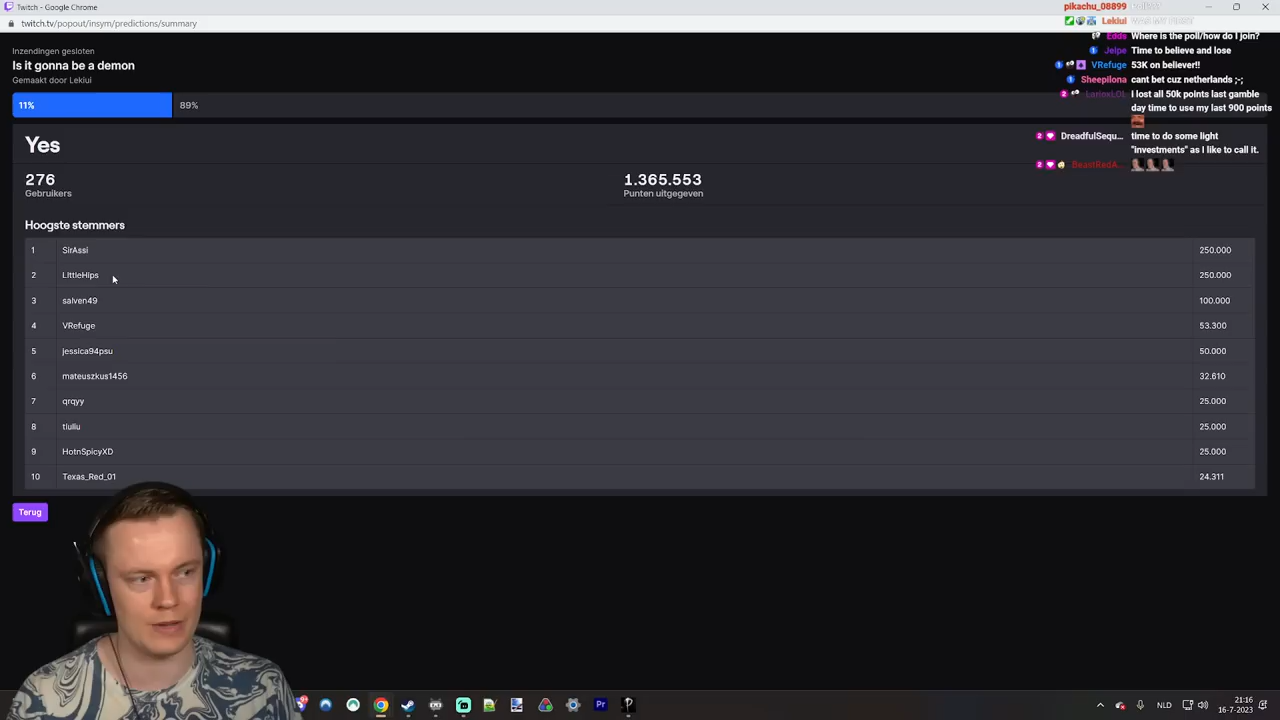 Twitch - Google Chrome
twitch.tv/popout/insym/predictions/summary
Inzendingen gesloten
Is it gonna be a demon
Gemaakt door Lekiui
11%
89%
Yes
276
Gebruikers
1.365.553
Punten uitgegeven
Hoogste stemmers
1 SirAssi 250.000
2 LIttleHips 250.000
3 salven49 100.000
4 VRefuge 53.300
5 jessica94psu 50.000
6 mateuszkus1456 32.610
7 qrqyy 25.000
8 tiuliu 25.000
9 HotnSpicyXD 25.000
10 Texas_Red_01 24.311
Terug
pikachu_08899
Lekiui WAS MY FIRST
Edds Where is the poll/how do I join?
Jelpe Time to believe and lose
VRefuge 53K on believer!!
Sheepilona cant bet cuz netherlands ;-;
LorioxLOL i lost all 50k points last gamble
day time to use my last 900 points
DreadfulSequ... time to do some light
"investments" as I like to call it.
BeastRedA...
Pr
NLD
21:16
16-7-2023